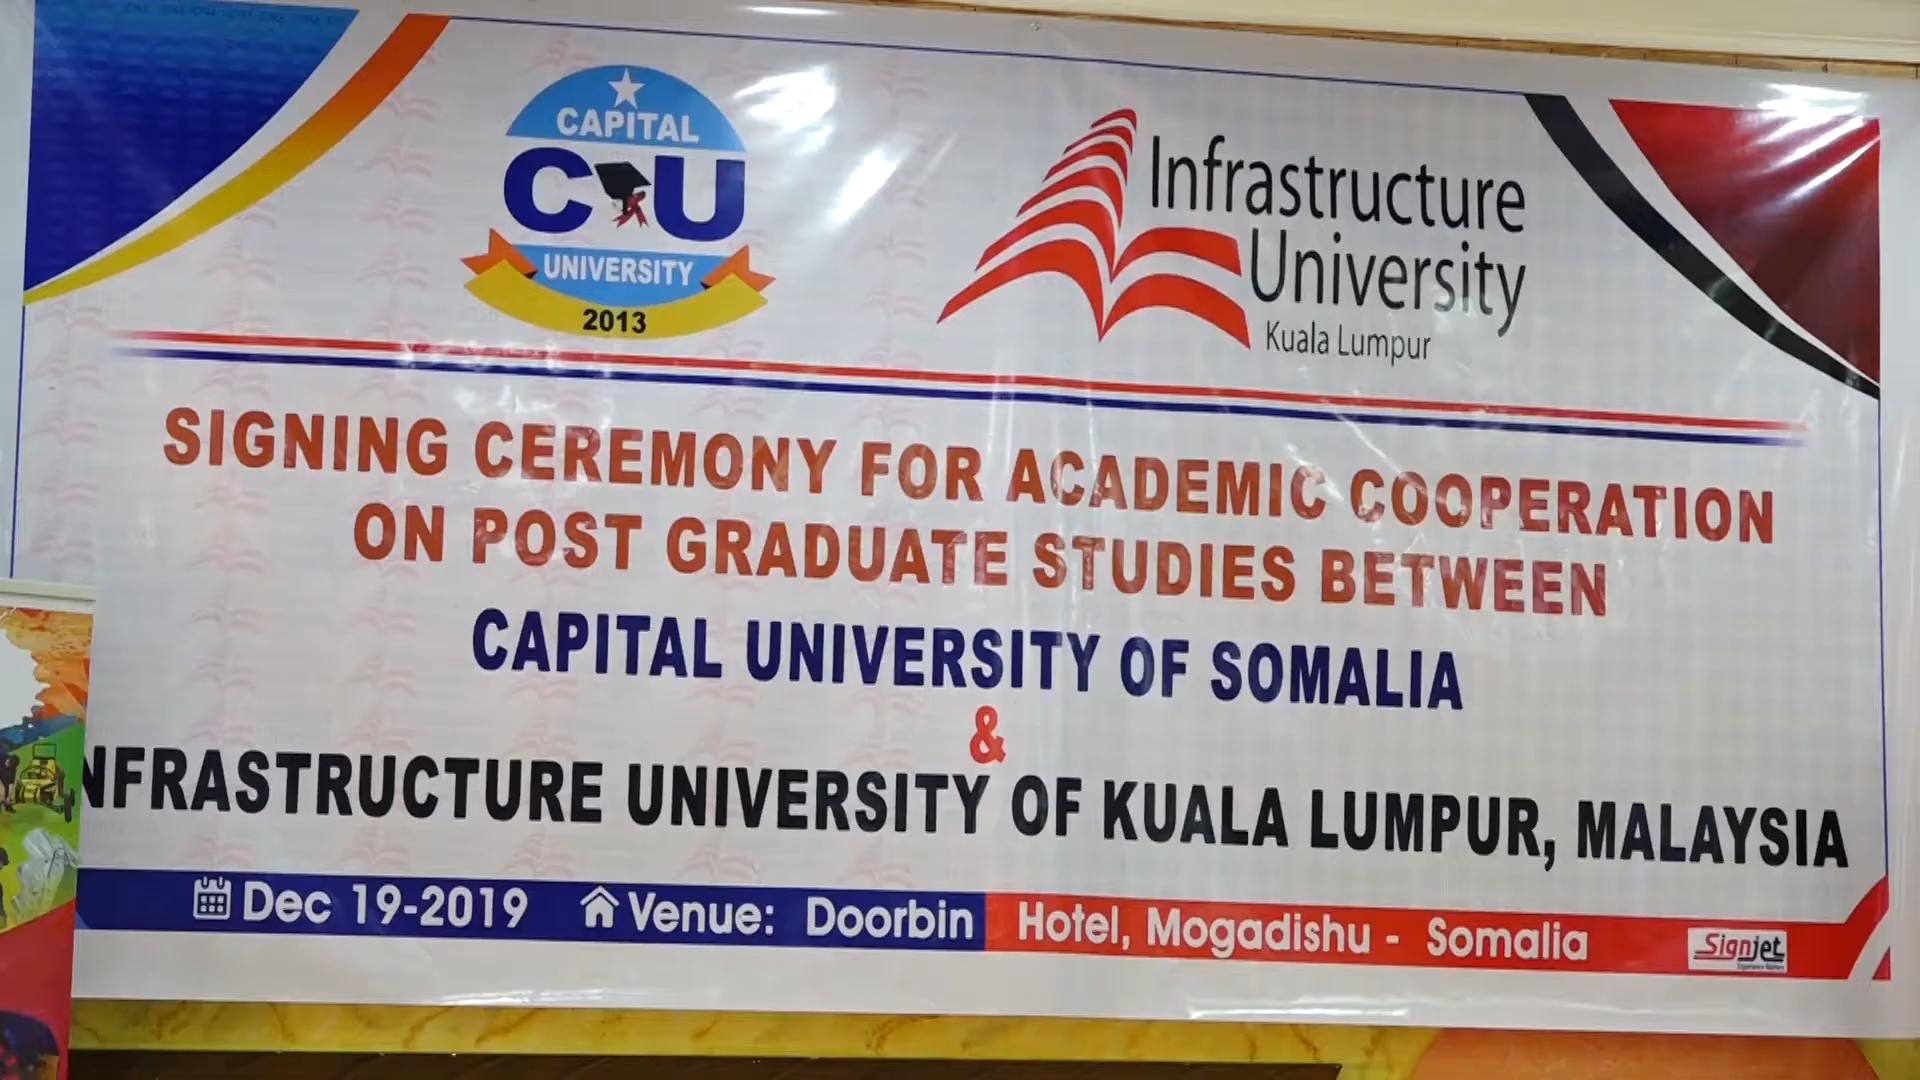 CAPITAL
CU
UNIVERSITY
2013
Infrastructure
University
Kuala Lumpur
SIGNING CEREMONY FOR ACADEMIC COOPERATION
ON POST GRADUATE STUDIES BETWEEN
CAPITAL UNIVERSITY OF SOMALIA
&
NFRASTRUCTURE UNIVERSITY OF KUALA LUMPUR, MALAYSIA
Dec 19-2019 Venue: Doorbin Hotel, Mogadishu - Somalia
Signjet